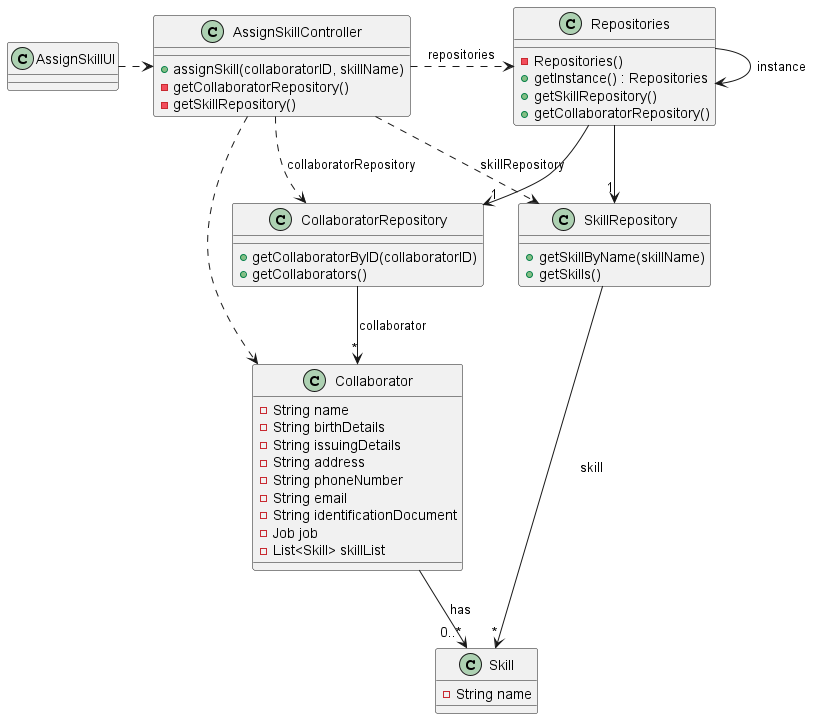 AssignSkillUI
AssignSkillController
assignSkill(collaboratorID, skillName)
getCollaboratorRepository()
getSkillRepository()
repositories
Repositories
Repositories()
getInstance() : Repositories
getSkillRepository()
getCollaboratorRepository()
instance
collaboratorRepository
skillRepository
1
1
CollaboratorRepository
getCollaboratorByID(collaboratorID)
getCollaborators()
SkillRepository
getSkillByName(skillName)
getSkills()
collaborator
*
Collaborator
String name
String birthDetails
String issuingDetails
String address
String phoneNumber
String email
String identificationDocument
Job job
List<Skill> skillList
skill
has
0..*
*
Skill
String name